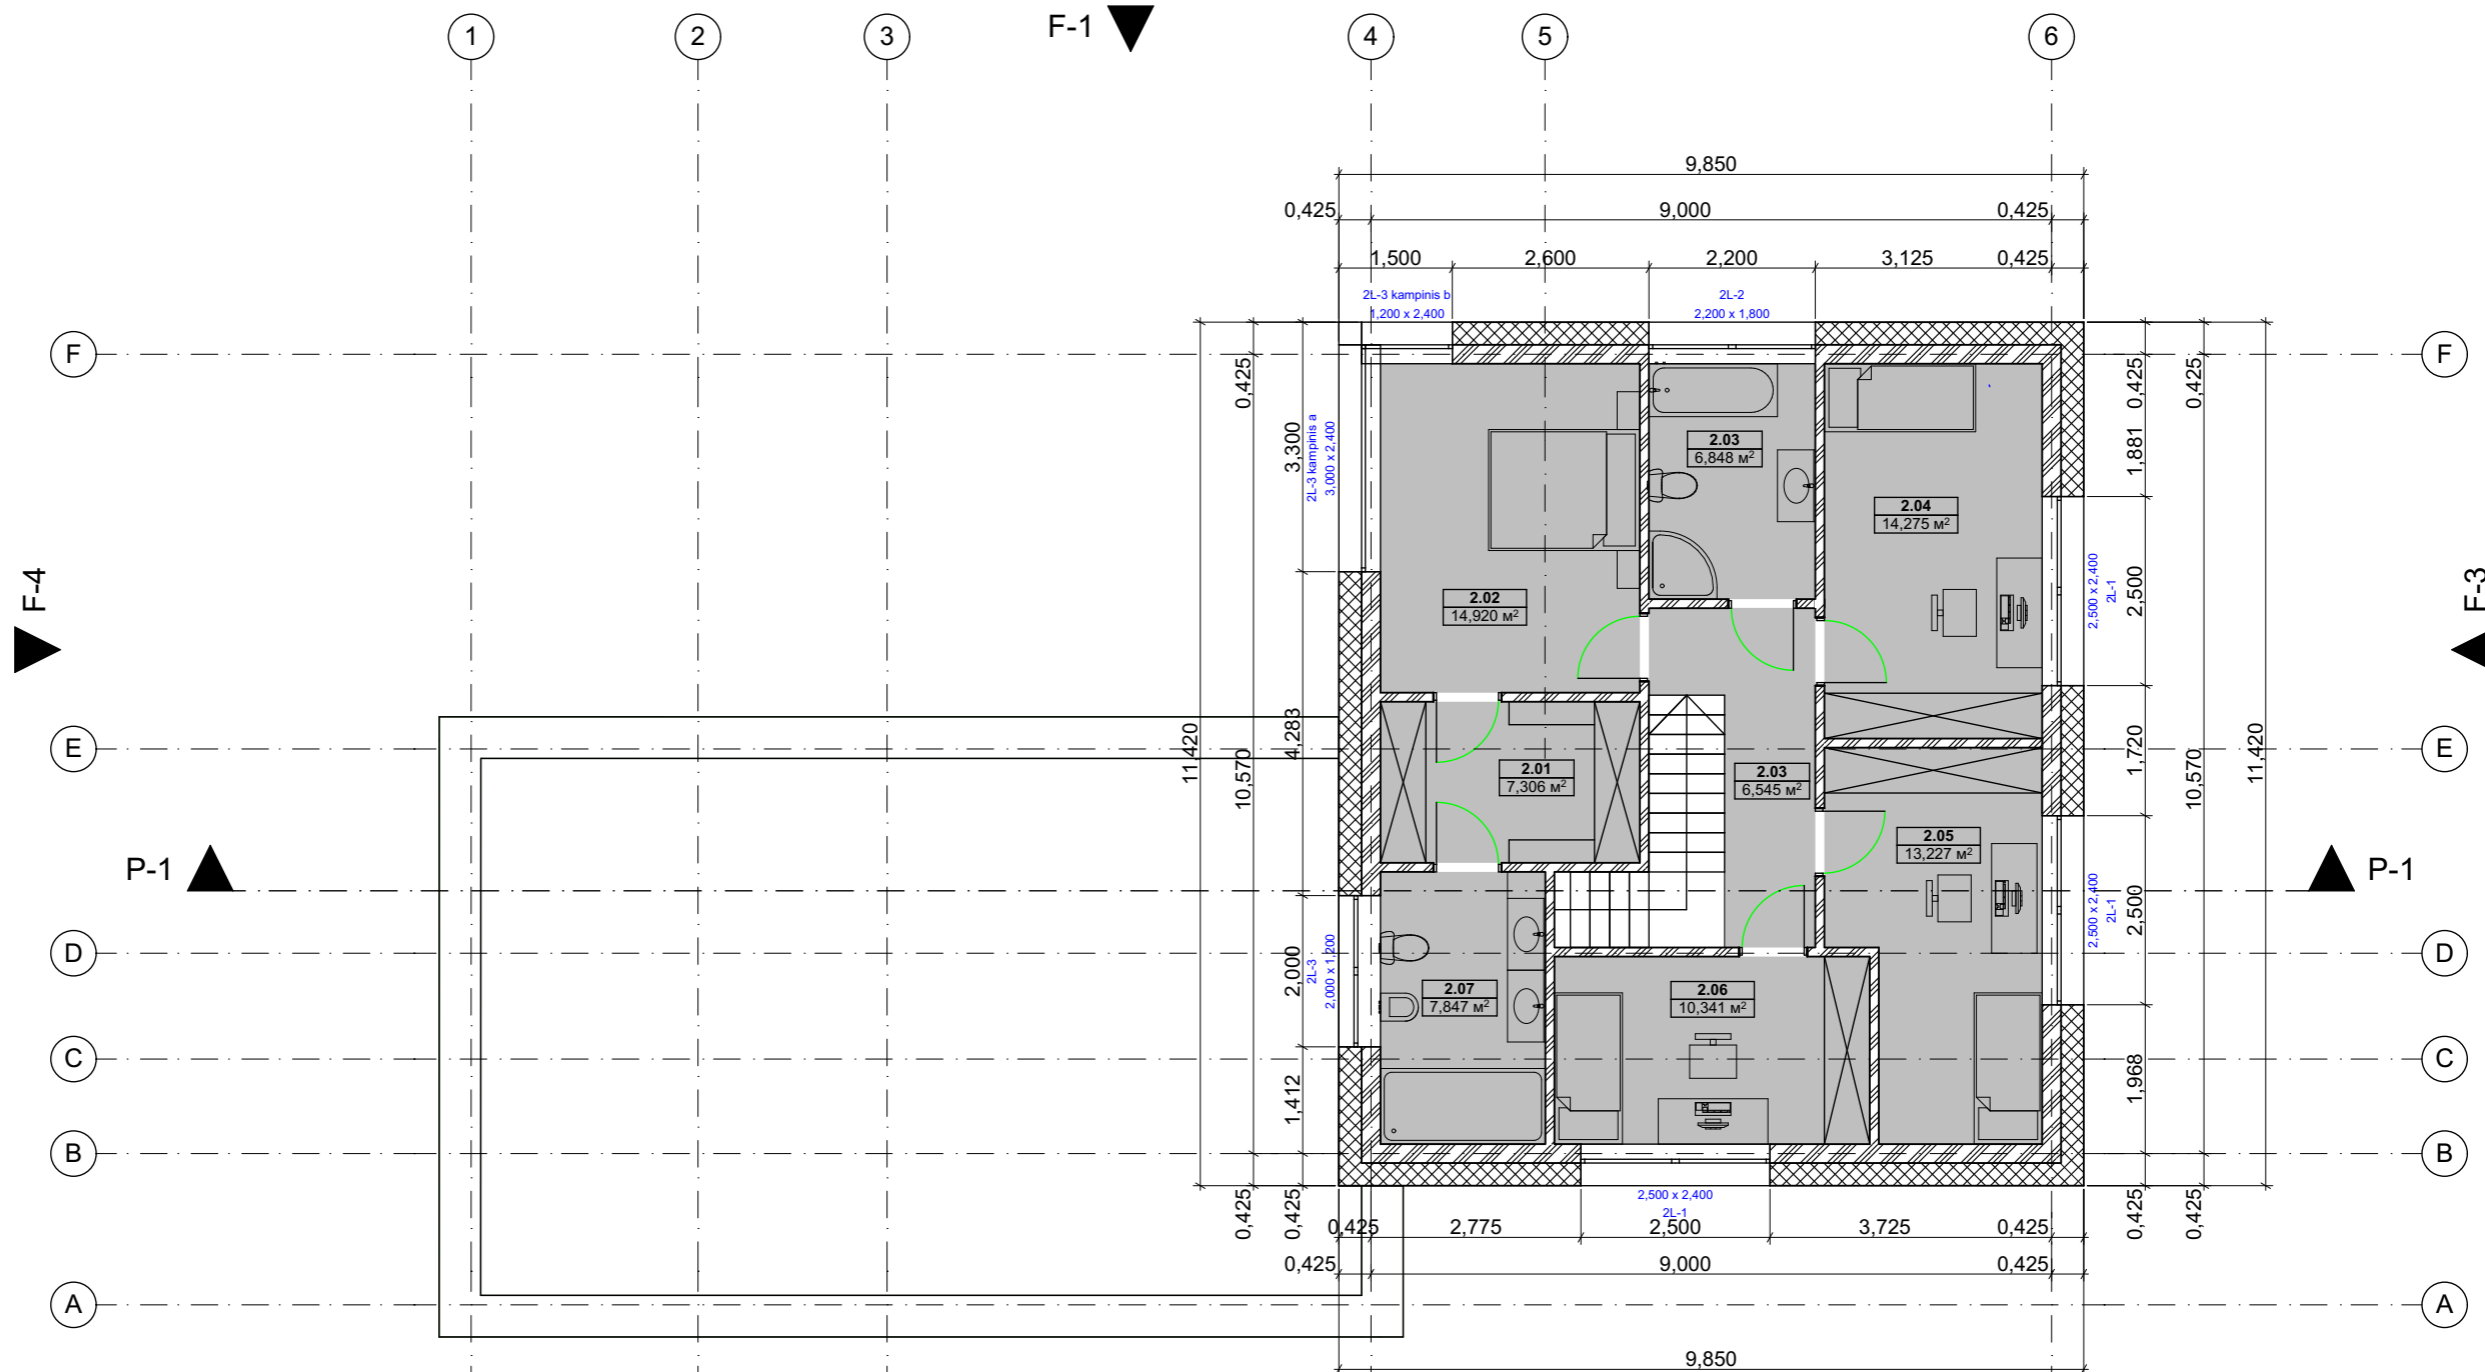 F-1
1
2
3
4
5
6
9,850
0,425
9,000
0,425
1,500
2,600
2,200
3,125
0,425
2L-3 kampinis b
1,200 x 2,400
2L-2
2,200 x 1,800
F
F
0,425
3,300
2L-3 kampinis a
3,000 x 2,400
0,425
0,425
1,881
2.03
6,848 м²
2.04
14,275 м²
F-4
F-3
2.02
14,920 м²
2,500 x 2,400
2L-1
2,500
E
E
11,420
10,570
4,283
1,720
10,570
11,420
2.01
7,306 м²
2.03
6,545 м²
2.05
13,227 м²
P-1
P-1
2,500 x 2,400
2L-1
2,500
D
D
2,000
2L-3
2,000 x 1,200
2.07
7,847 м²
2.06
10,341 м²
C
C
1,412
1,968
B
B
0,425
0,425
0,425
0,425
2,500 x 2,400
2L-1
0,425
2,775
2,500
3,725
0,425
0,425
9,000
0,425
A
A
9,850